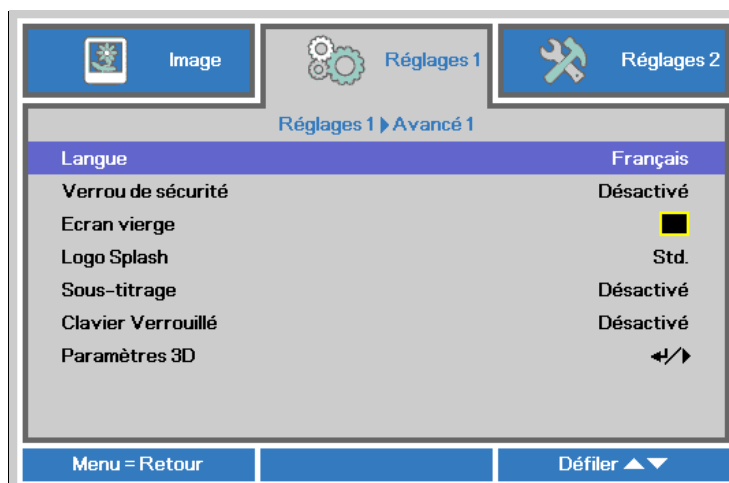 Image
Réglages 1
Réglages 2
Réglages 1 ▶ Avancé 1
Langue Français
Verrou de sécurité Désactivé
Ecran vierge
Logo Splash Std.
Sous-titrage Désactivé
Clavier Verrouillé Désactivé
Paramètres 3D ↵/▶
Menu = Retour
Défiler ▲▼